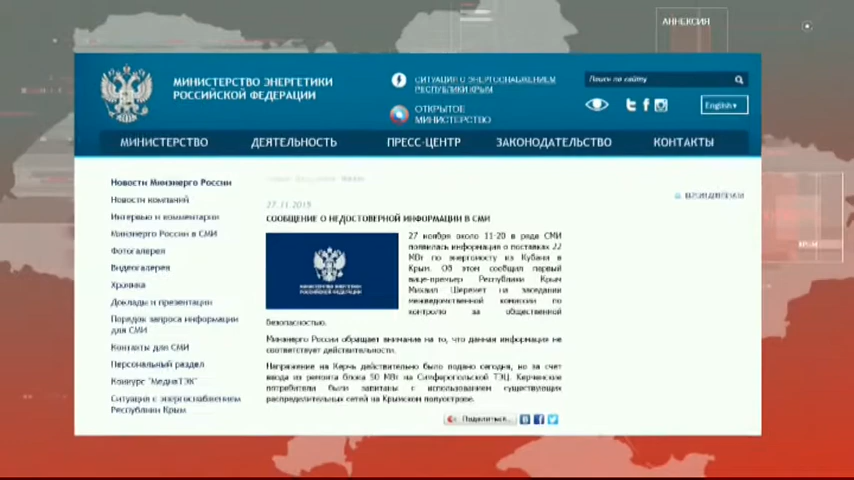 АННЕКСИЯ
МИНИСТЕРСТВО ЭНЕРГЕТИКИ
РОССИЙСКОЙ ФЕДЕРАЦИИ
СИТУАЦИЯ С ЭНЕРГОСНАБЖЕНИЕМ
РЕСПУБЛИКИ КРЫМ
ОТКРЫТОЕ
МИНИСТЕРСТВО
Поиск по сайту
English
МИНИСТЕРСТВО ДЕЯТЕЛЬНОСТЬ ПРЕСС-ЦЕНТР ЗАКОНОДАТЕЛЬСТВО КОНТАКТЫ
Новости Минэнерго России
Новости компаний
Интервью и комментарии
Минэнерго России в СМИ
Фотогалерея
Видеогалерея
Хроника
Доклады и презентации
Порядок запроса информации
для СМИ
Контакты для СМИ
Персональный раздел
Конкурс "МедиаТЭК"
Ситуация с энергоснабжением
Республики Крым
27.11.2015
СООБЩЕНИЕ О НЕДОСТОВЕРНОЙ ИНФОРМАЦИИ В СМИ
МИНИСТЕРСТВО ЭНЕРГЕТИКИ
РОССИЙСКОЙ ФЕДЕРАЦИИ
27 ноября около 11-20 в ряде СМИ
появилась информация о поставках 22
МВт по энергомосту из Кубани в
Крым. Об этом сообщил первый
вице-премьер Республики Крым
Михаил Шеремет на заседании
межведомственной комиссии по
контролю за общественной
безопасностью.
Минэнерго России обращает внимание на то, что данная информация не
соответствует действительности.
Напряжение на Керчь действительно было подано сегодня, но за счет
ввода из ремонта блока 50 МВт на Симферопольской ТЭЦ. Керченские
потребители были запитаны с использованием существующих
распределительных сетей на Крымском полуострове.
Поделиться...
КРЫМ